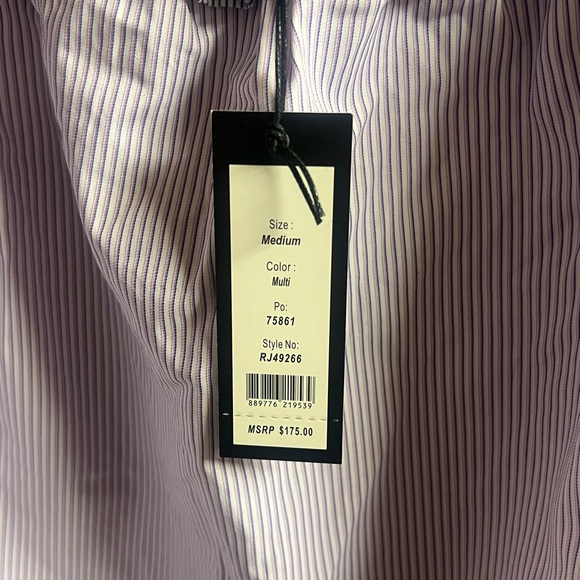 Size :
Medium
Color :
Multi
Po:
75861
Style No:
RJ49266
889776 219539
MSRP $175.00